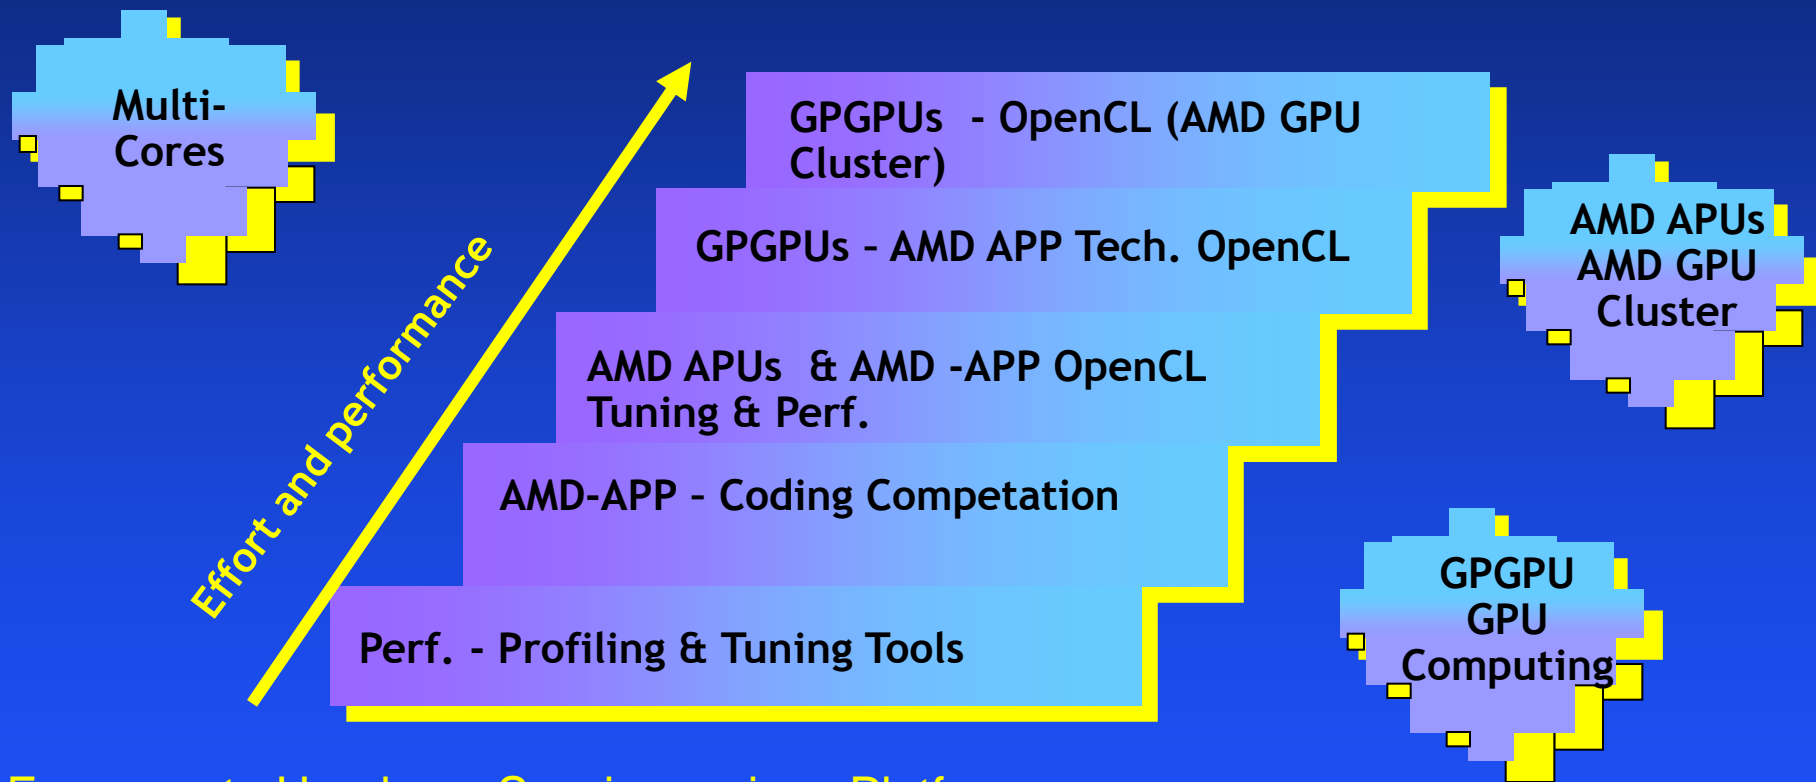 Multi-
Cores
GPGPUs - OpenCL (AMD GPU
Cluster)
GPGPUs – AMD APP Tech. OpenCL
AMD APUs & AMD -APP OpenCL
Tuning & Perf.
AMD-APP – Coding Competation
Perf. - Profiling & Tuning Tools
Effort and performance
AMD APUs
AMD GPU
Cluster
GPGPU
GPU
Computing